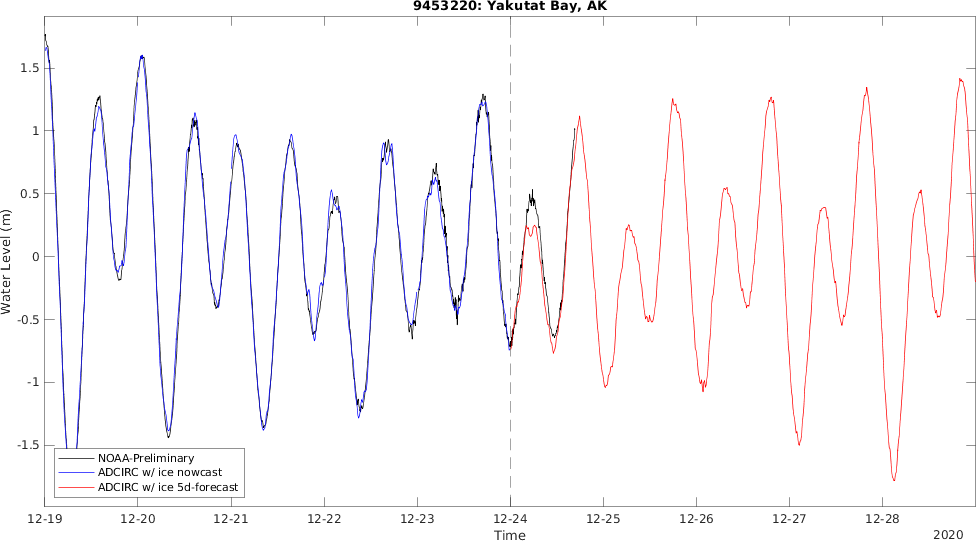 9453220: Yakutat Bay, AK
Water Level (m)
1.5
1
0.5
0
-0.5
-1
-1.5
NOAA-Preliminary
ADCIRC w/ ice nowcast
ADCIRC w/ ice 5d-forecast
12-19 12-20 12-21 12-22 12-23 12-24 12-25 12-26 12-27 12-28
Time
2020